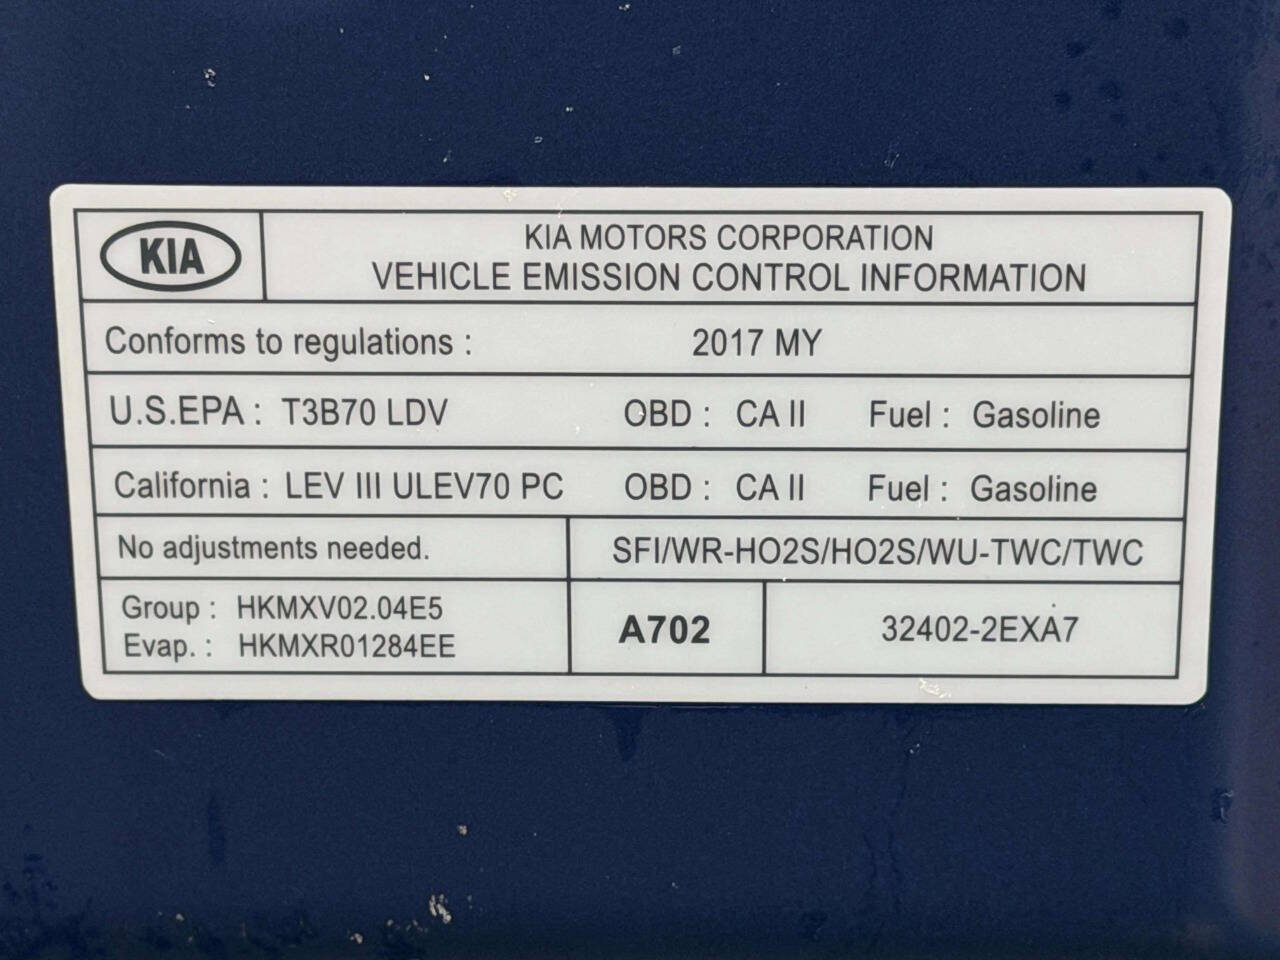 KIA
KIA MOTORS CORPORATION
VEHICLE EMISSION CONTROL INFORMATION
Conforms to regulations : 2017 MY
U.S.EPA : T3B70 LDV OBD : CA II Fuel : Gasoline
California : LEV III ULEV70 PC OBD : CA II Fuel : Gasoline
No adjustments needed. SFI/WR-HO2S/HO2S/WU-TWC/TWC
Group : HKMXV02.04E5
Evap. : HKMXR01284EE
A702
32402-2EXA7